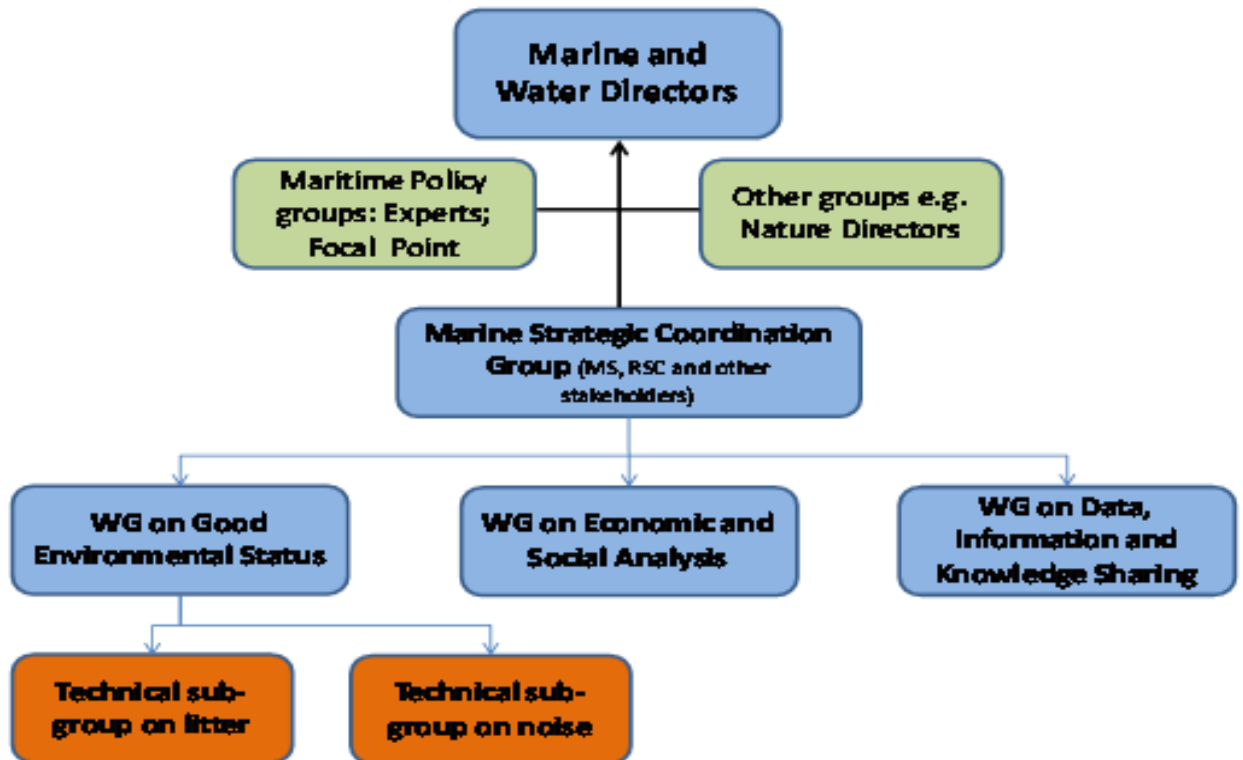 Marine and
Water Directors
Maritime Policy
groups: Experts;
Focal Point
Other groups e.g.
Nature Directors
Marine Strategic Coordination
Group (MS, RSC and other
stakeholders)
WG on Good
Environmental Status
WG on Economic and
Social Analysis
WG on Data,
Information and
Knowledge Sharing
Technical sub-
group on litter
Technical sub-
group on noise